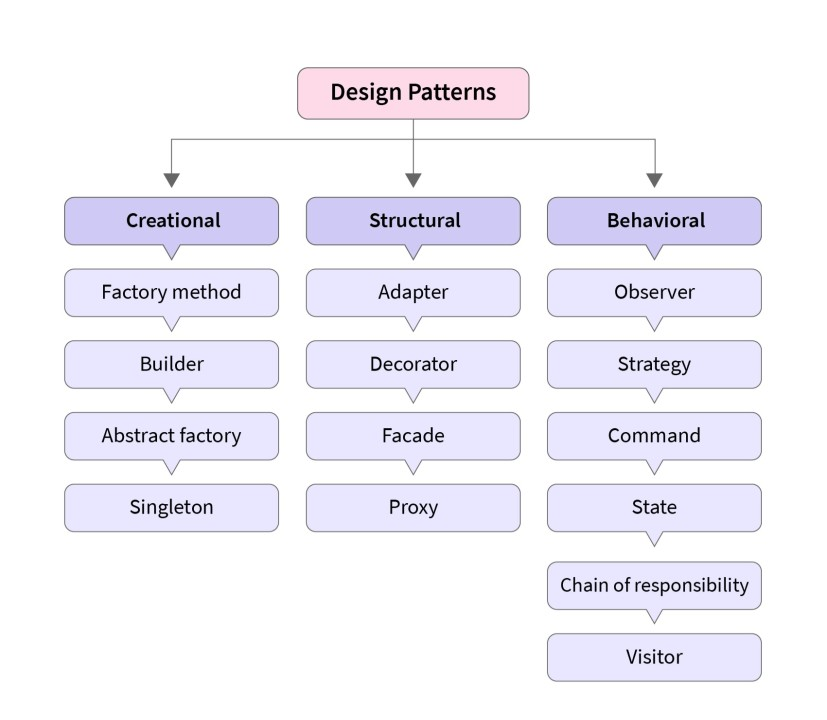 Design Patterns
Creational
Factory method
Builder
Abstract factory
Singleton
Structural
Adapter
Decorator
Facade
Proxy
Behavioral
Observer
Strategy
Command
State
Chain of responsibility
Visitor